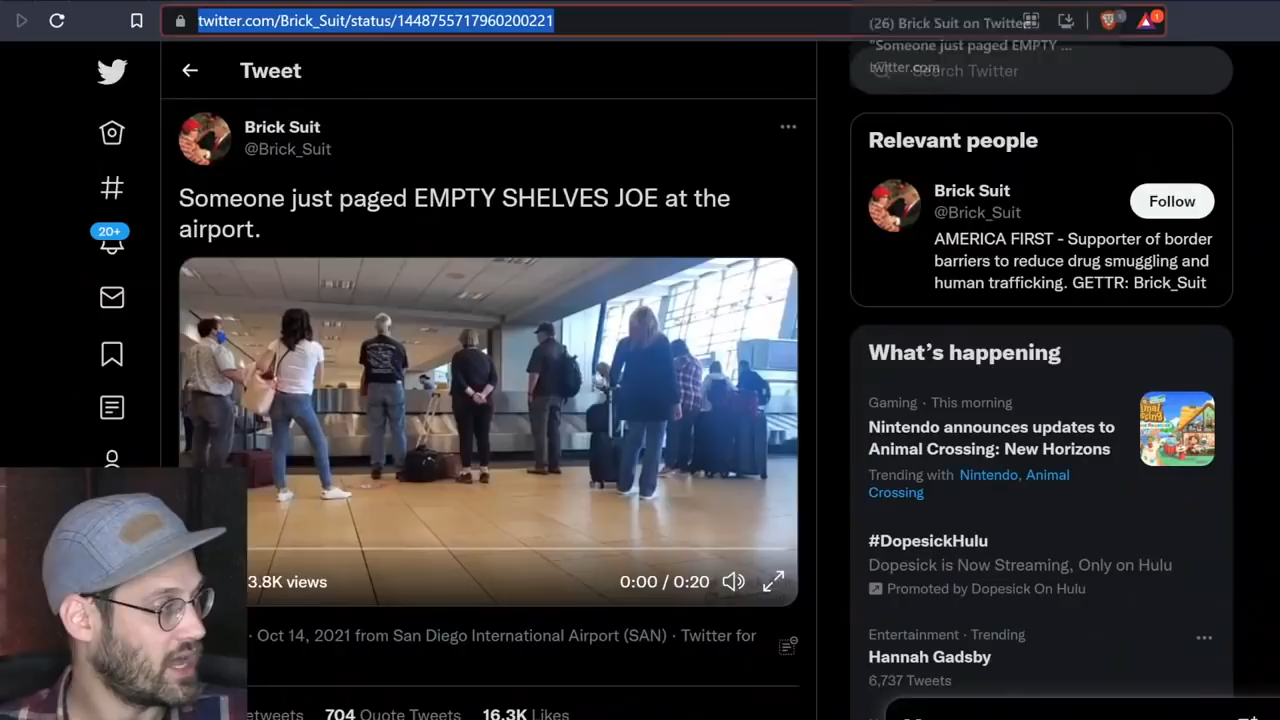 twitter.com/Brick_Suit/status/1448755717960200221
(26) Brick Suit on Twitter:
"Someone just paged EMPTY ...
twitter.com
Search Twitter
Tweet
Brick Suit
@Brick_Suit
Someone just paged EMPTY SHELVES JOE at the
airport.
3.8K views
0:00 / 0:20
Oct 14, 2021 from San Diego International Airport (SAN) · Twitter for
etweets 704 Quote Tweets 16.3K Likes
20+
Relevant people
Brick Suit
@Brick_Suit
Follow
AMERICA FIRST - Supporter of border
barriers to reduce drug smuggling and
human trafficking. GETTR: Brick_Suit
What's happening
Gaming · This morning
Nintendo announces updates to
Animal Crossing: New Horizons
Trending with Nintendo, Animal
Crossing
#DopesickHulu
Dopesick is Now Streaming, Only on Hulu
Promoted by Dopesick On Hulu
Entertainment · Trending
Hannah Gadsby
6,737 Tweets